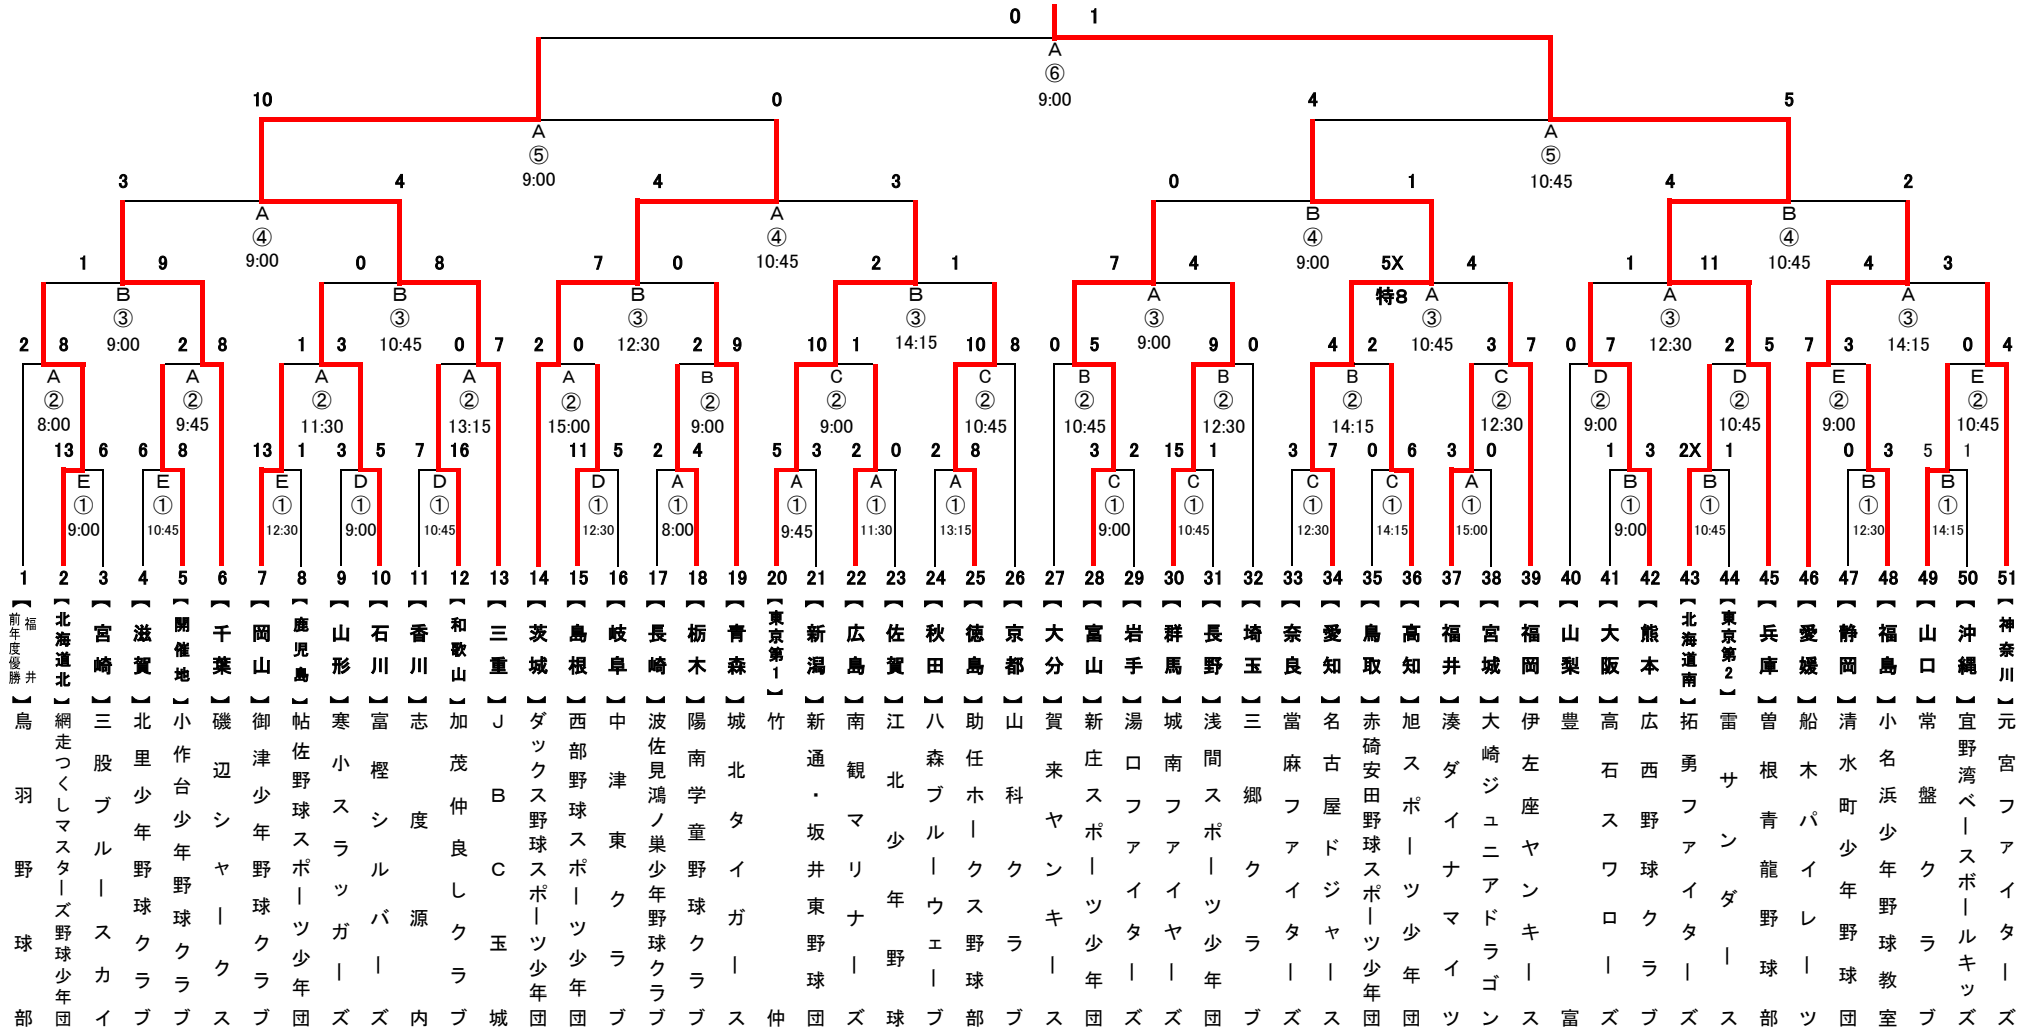 0 1
A
⑥
9:00
10 0 4 5
A A
⑤ ⑤
9:00 10:45
3 4 4 3 0 1 4 2
A A B B
④ ④ ④ ④
9:00 10:45 9:00 10:45
1 9 0 8 7 0 2 1 7 4 5X 4 1 11 4 3
特8
B B B B A A A A
③ ③ ③ ③ ③ ③ ③ ③
9:00 10:45 12:30 14:15 9:00 10:45 12:30 14:15
2 8 2 8 1 3 0 7 2 0 2 9 10 1 10 8 0 5 9 0 4 2 3 7 0 7 2 5 7 3 0 4
A A A A A B C C B B B C D D E E
② ② ② ② ② ② ② ② ② ② ② ② ② ② ② ②
8:00 9:45 11:30 13:15 15:00 9:00 9:00 10:45 10:45 12:30 14:15 12:30 9:00 10:45 9:00 10:45
13 6 6 8 13 1 3 5 7 16 11 5 2 4 5 3 2 0 2 8 3 2 15 1 3 7 0 6 3 0 1 3 2X 1 0 3 5 1
E E E D D D A A A A C C C C A B B B B
① ① ① ① ① ① ① ① ① ① ① ① ① ① ① ① ① ① ①
9:00 10:45 12:30 9:00 10:45 12:30 8:00 9:45 11:30 13:15 9:00 10:45 12:30 14:15 15:00 9:00 10:45 12:30 14:15
1 【福井 前年度優勝】 鳥羽野球部
2 【北海道北】 網走つくしマスターズ野球少年団
3 【宮崎】 三股ブルースカイ
4 【滋賀】 北里少年野球クラブ
5 【開催地】 小作台少年野球クラブ
6 【千葉】 磯辺シャークス
7 【岡山】 御津少年野球クラブ
8 【鹿児島】 帖佐野球スポーツ少年団
9 【山形】 寒小スラッガーズ
10 【石川】 富樫シルバーズ
11 【香川】 志度源内
12 【和歌山】 加茂仲良しクラブ
13 【三重】 JBC玉城
14 【茨城】 ダックス野球スポーツ少年団
15 【島根】 西部野球スポーツ少年団
16 【岐阜】 中津東クラブ
17 【長崎】 波佐見鴻ノ巣少年野球クラブ
18 【栃木】 陽南学童野球クラブ
19 【青森】 城北タイガース
20 【東京第1】 竹仲
21 【新潟】 新通・坂井東野球団
22 【広島】 南観マリナーズ
23 【佐賀】 江北少年野球
24 【秋田】 八森ブルーウェーブ
25 【徳島】 助任ホークス野球部
26 【京都】 山科クラブ
27 【大分】 賀来ヤンキース
28 【富山】 新庄スポーツ少年団
29 【岩手】 湯口ファイターズ
30 【群馬】 城南ファイヤーズ
31 【長野】 浅間スポーツ少年団
32 【埼玉】 三郷クラブ
33 【奈良】 當麻ファイターズ
34 【愛知】 名古屋ドジャース
35 【鳥取】 赤碕安田野球スポーツ少年団
36 【高知】 旭スポーツ少年団
37 【福井】 湊ダイナマイツ
38 【宮城】 大崎ジュニアドラゴン
39 【福岡】 伊左座ヤンキース
40 【山梨】 豊富
41 【大阪】 高石スワローズ
42 【熊本】 広西野球クラブ
43 【北海道南】 拓勇ファイターズ
44 【東京第2】 雷サンダース
45 【兵庫】 曽根青龍野球部
46 【愛媛】 船木パイレーツ
47 【静岡】 清水町少年野球団
48 【福島】 小名浜少年野球教室
49 【山口】 常盤クラブ
50 【沖縄】 宜野湾ベースボールキッズ
51 【神奈川】 元宮ファイターズ